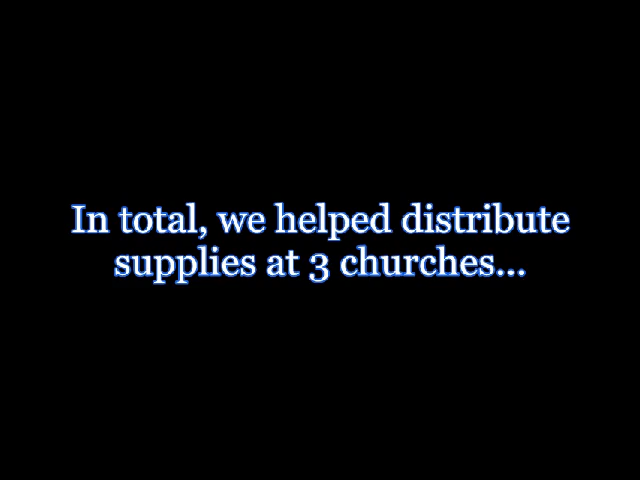 In total, we helped distribute
supplies at 3 churches...